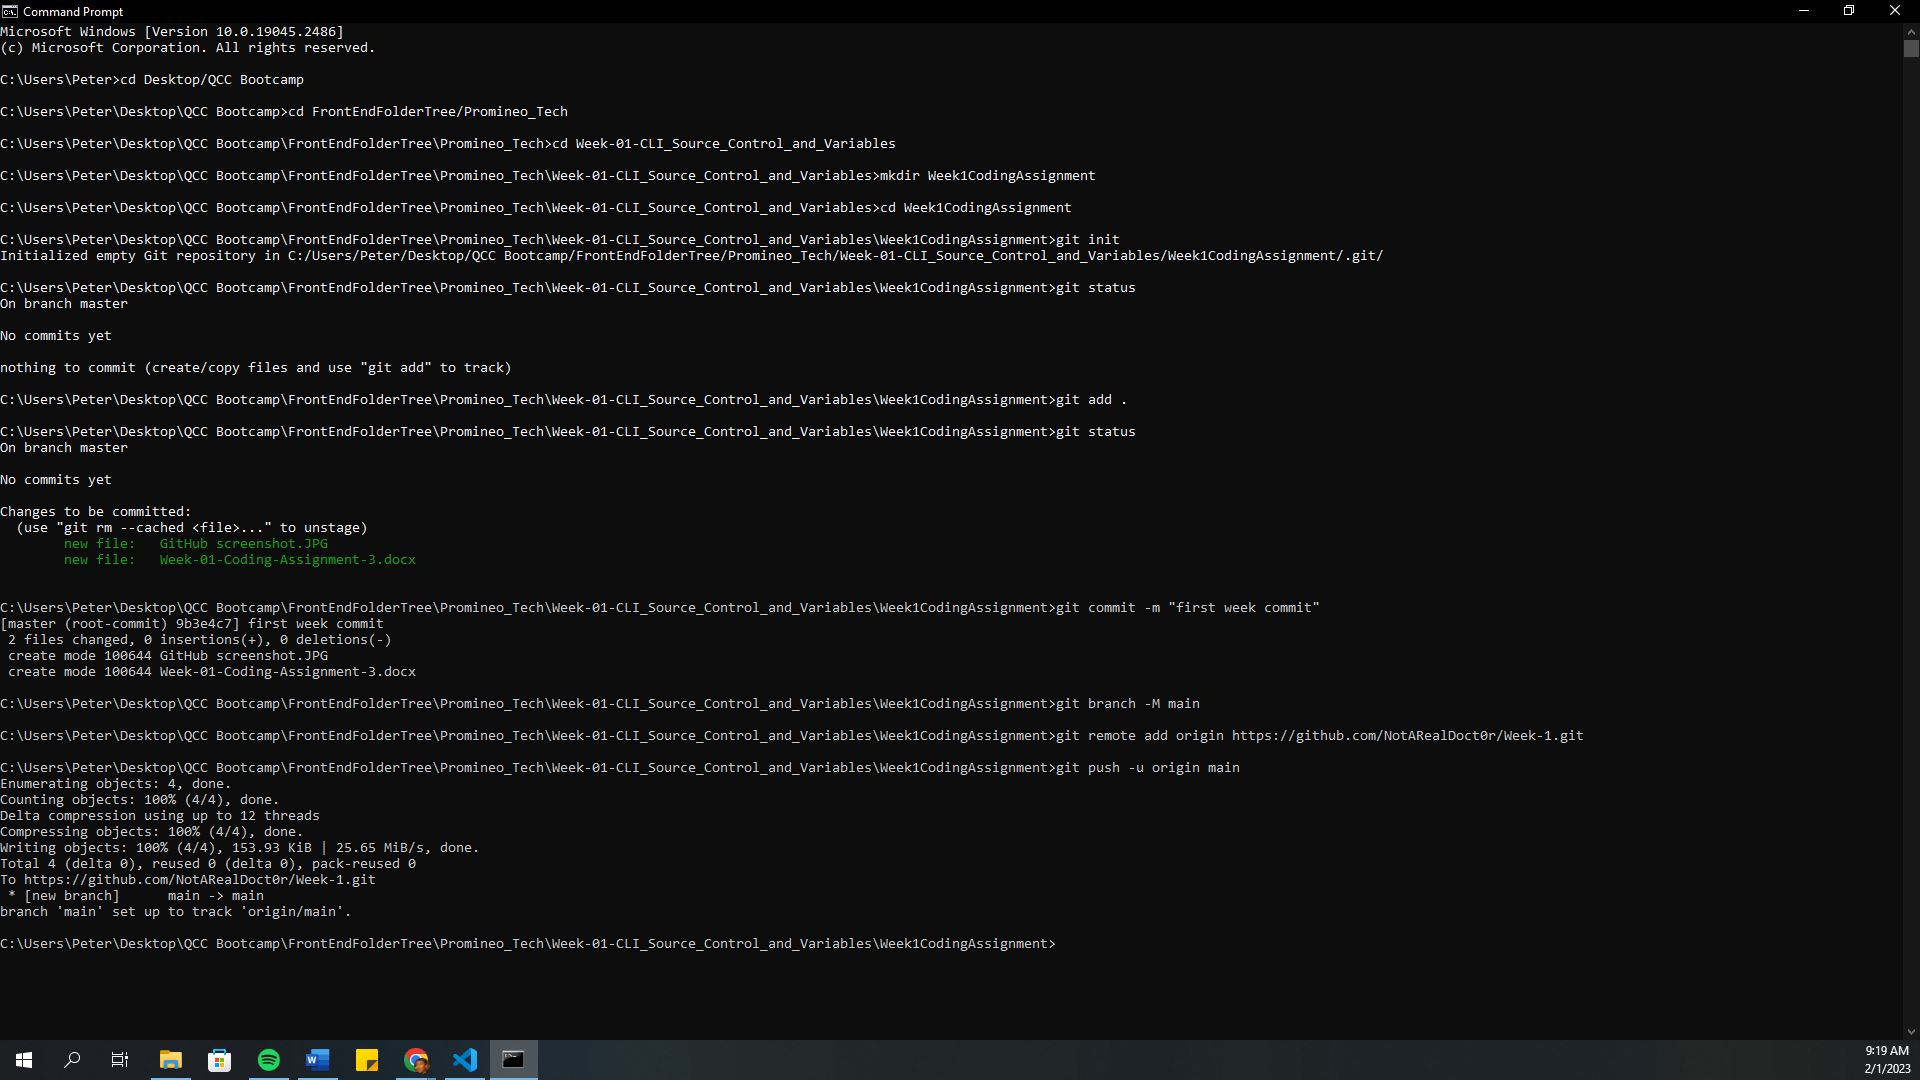 Command Prompt
Microsoft Windows [Version 10.0.19045.2486]
(c) Microsoft Corporation. All rights reserved.
C:\Users\Peter>cd Desktop/QCC Bootcamp
C:\Users\Peter\Desktop\QCC Bootcamp>cd FrontEndFolderTree/Promineo_Tech
C:\Users\Peter\Desktop\QCC Bootcamp\FrontEndFolderTree\Promineo_Tech>cd Week-01-CLI_Source_Control_and_Variables
C:\Users\Peter\Desktop\QCC Bootcamp\FrontEndFolderTree\Promineo_Tech\Week-01-CLI_Source_Control_and_Variables>mkdir Week1CodingAssignment
C:\Users\Peter\Desktop\QCC Bootcamp\FrontEndFolderTree\Promineo_Tech\Week-01-CLI_Source_Control_and_Variables>cd Week1CodingAssignment
C:\Users\Peter\Desktop\QCC Bootcamp\FrontEndFolderTree\Promineo_Tech\Week-01-CLI_Source_Control_and_Variables\Week1CodingAssignment>git init
Initialized empty Git repository in C:/Users/Peter/Desktop/QCC Bootcamp/FrontEndFolderTree/Promineo_Tech/Week-01-CLI_Source_Control_and_Variables/Week1CodingAssignment/.git/
C:\Users\Peter\Desktop\QCC Bootcamp\FrontEndFolderTree\Promineo_Tech\Week-01-CLI_Source_Control_and_Variables\Week1CodingAssignment>git status
On branch master
No commits yet
nothing to commit (create/copy files and use "git add" to track)
C:\Users\Peter\Desktop\QCC Bootcamp\FrontEndFolderTree\Promineo_Tech\Week-01-CLI_Source_Control_and_Variables\Week1CodingAssignment>git add .
C:\Users\Peter\Desktop\QCC Bootcamp\FrontEndFolderTree\Promineo_Tech\Week-01-CLI_Source_Control_and_Variables\Week1CodingAssignment>git status
On branch master
No commits yet
Changes to be committed:
  (use "git rm --cached <file>..." to unstage)
        new file:   GitHub screenshot.JPG
        new file:   Week-01-Coding-Assignment-3.docx
C:\Users\Peter\Desktop\QCC Bootcamp\FrontEndFolderTree\Promineo_Tech\Week-01-CLI_Source_Control_and_Variables\Week1CodingAssignment>git commit -m "first week commit"
[master (root-commit) 9b3e4c7] first week commit
 2 files changed, 0 insertions(+), 0 deletions(-)
 create mode 100644 GitHub screenshot.JPG
 create mode 100644 Week-01-Coding-Assignment-3.docx
C:\Users\Peter\Desktop\QCC Bootcamp\FrontEndFolderTree\Promineo_Tech\Week-01-CLI_Source_Control_and_Variables\Week1CodingAssignment>git branch -M main
C:\Users\Peter\Desktop\QCC Bootcamp\FrontEndFolderTree\Promineo_Tech\Week-01-CLI_Source_Control_and_Variables\Week1CodingAssignment>git remote add origin https://github.com/NotARealDoct0r/Week-1.git
C:\Users\Peter\Desktop\QCC Bootcamp\FrontEndFolderTree\Promineo_Tech\Week-01-CLI_Source_Control_and_Variables\Week1CodingAssignment>git push -u origin main
Enumerating objects: 4, done.
Counting objects: 100% (4/4), done.
Delta compression using up to 12 threads
Compressing objects: 100% (4/4), done.
Writing objects: 100% (4/4), 153.93 KiB | 25.65 MiB/s, done.
Total 4 (delta 0), reused 0 (delta 0), pack-reused 0
To https://github.com/NotARealDoct0r/Week-1.git
 * [new branch]      main -> main
branch 'main' set up to track 'origin/main'.
C:\Users\Peter\Desktop\QCC Bootcamp\FrontEndFolderTree\Promineo_Tech\Week-01-CLI_Source_Control_and_Variables\Week1CodingAssignment>
9:19 AM
2/1/2023